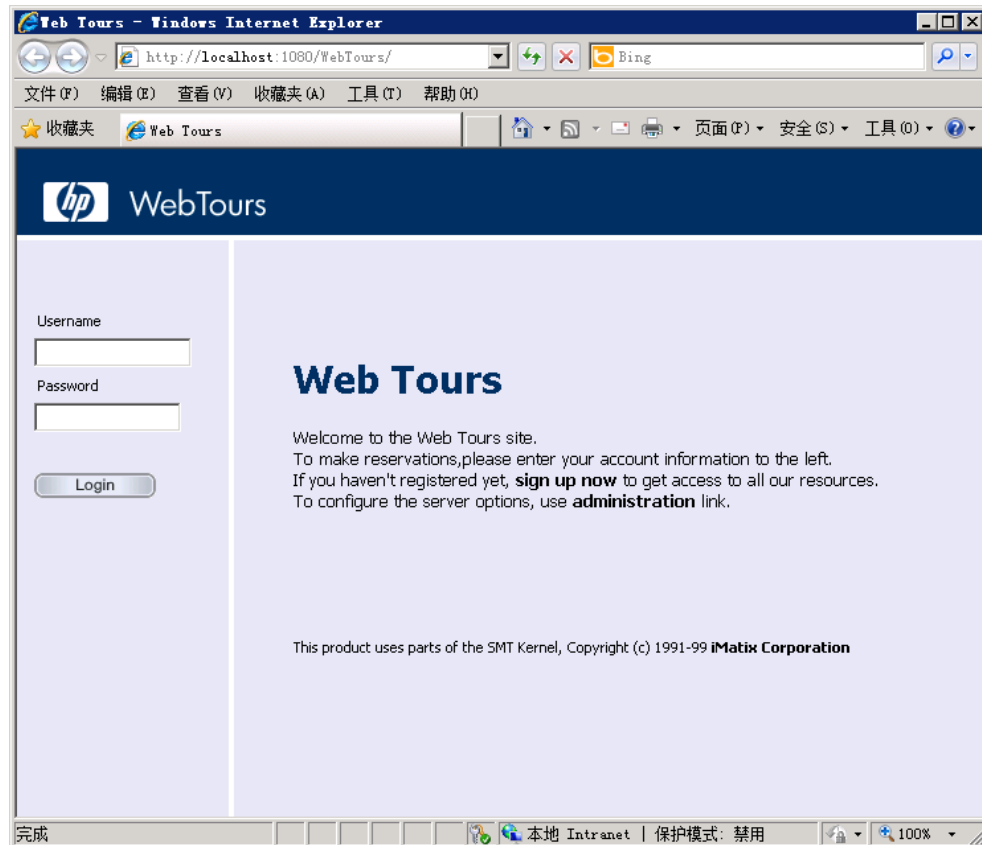 Web Tours - Windows Internet Explorer
http://localhost:1080/WebTours/
Bing
文件(F) 编辑(E) 查看(V) 收藏夹(A) 工具(T) 帮助(H)
收藏夹 Web Tours 页面(P) 安全(S) 工具(O)
hp WebTours
Username
Password
Login
Web Tours
Welcome to the Web Tours site.
To make reservations,please enter your account information to the left.
If you haven't registered yet, sign up now to get access to all our resources.
To configure the server options, use administration link.
This product uses parts of the SMT Kernel, Copyright (c) 1991-99 iMatix Corporation
完成 本地 Intranet | 保护模式: 禁用 100%